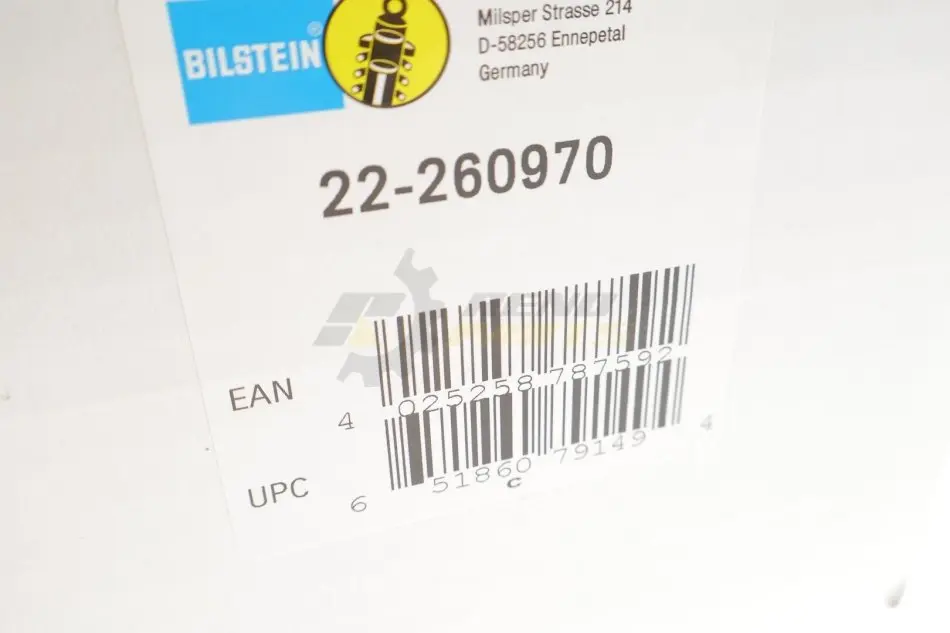 BILSTEIN®
Milsper Strasse 214
D-58256 Ennepetal
Germany
22-260970
EAN
4 025258 787592
UPC
6 51860 79149 4
C